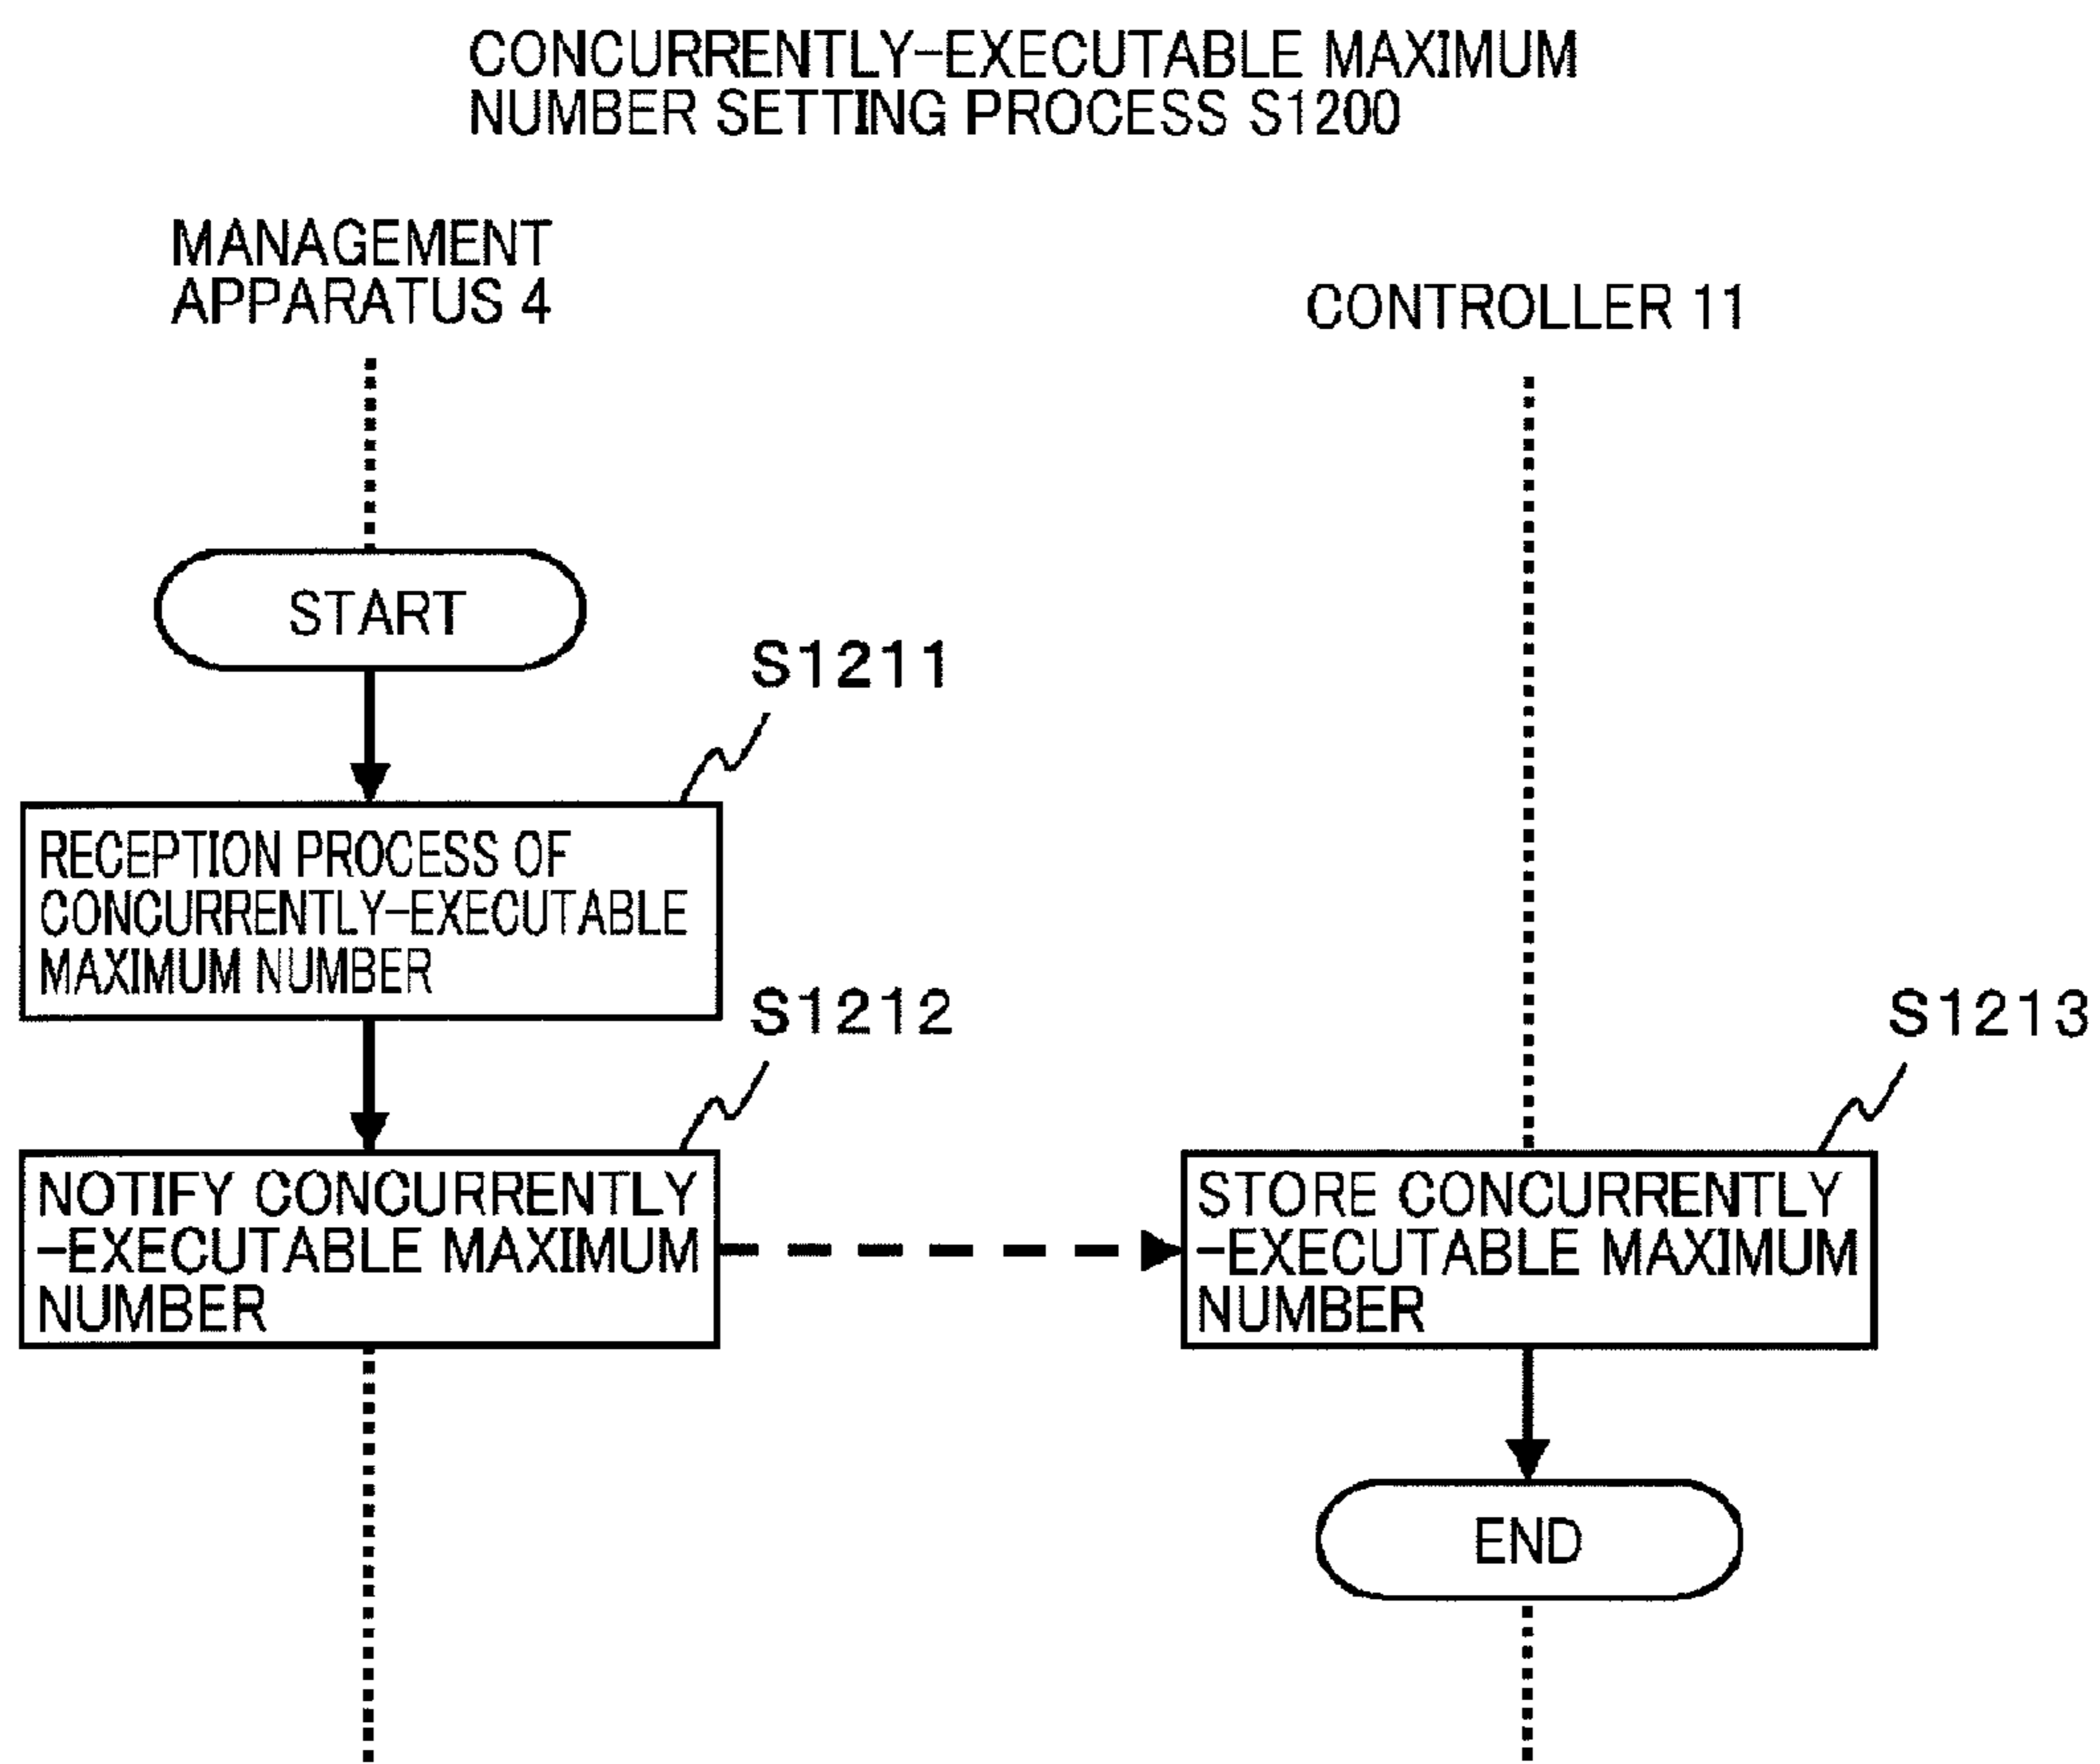 CONCURRENTLY-EXECUTABLE MAXIMUM
NUMBER SETTING PROCESS S1200
MANAGEMENT
APPARATUS 4
CONTROLLER 11
START
S1211
RECEPTION PROCESS OF
CONCURRENTLY-EXECUTABLE
MAXIMUM NUMBER
S1212
S1213
NOTIFY CONCURRENTLY
-EXECUTABLE MAXIMUM
NUMBER
STORE CONCURRENTLY
-EXECUTABLE MAXIMUM
NUMBER
END